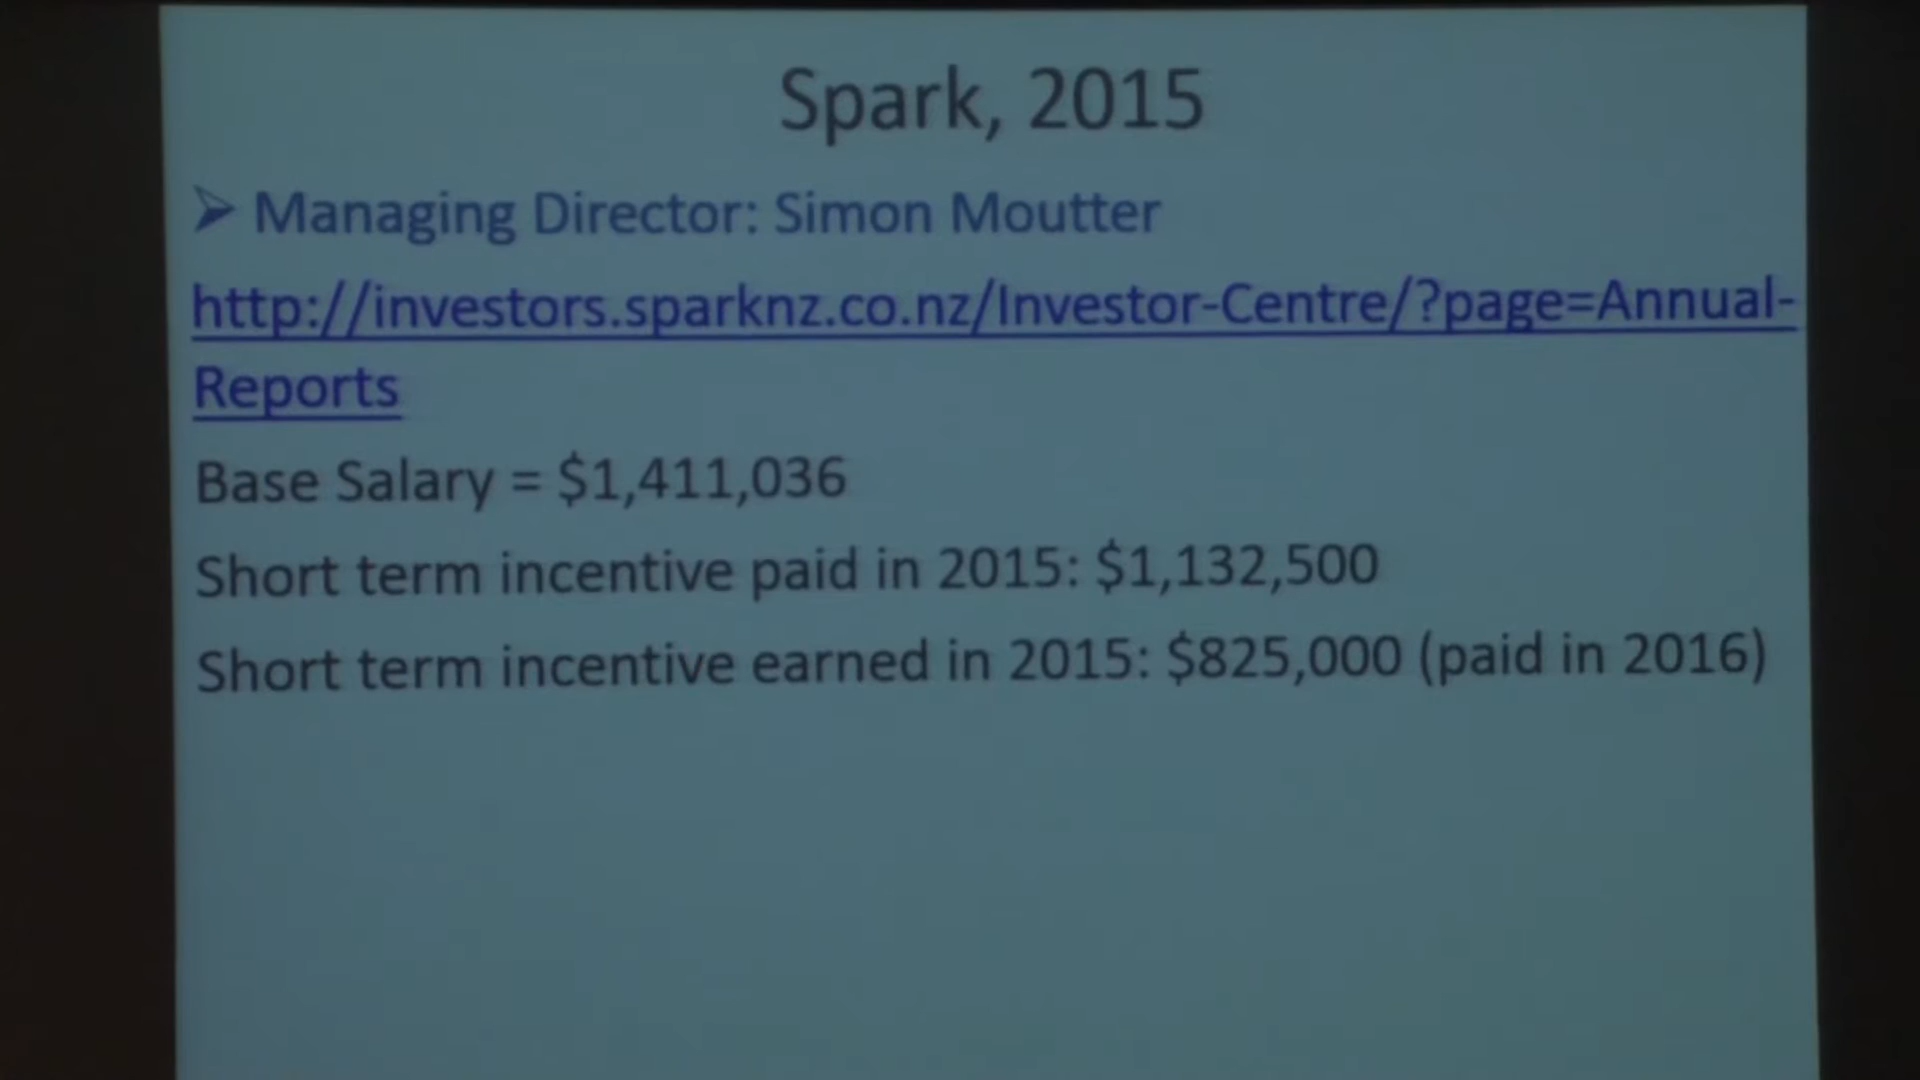 Spark, 2015
Managing Director: Simon Moutter
http://investors.sparknz.co.nz/Investor-Centre/?page=Annual-
Reports
Base Salary = $1,411,036
Short term incentive paid in 2015: $1,132,500
Short term incentive earned in 2015: $825,000 (paid in 2016)